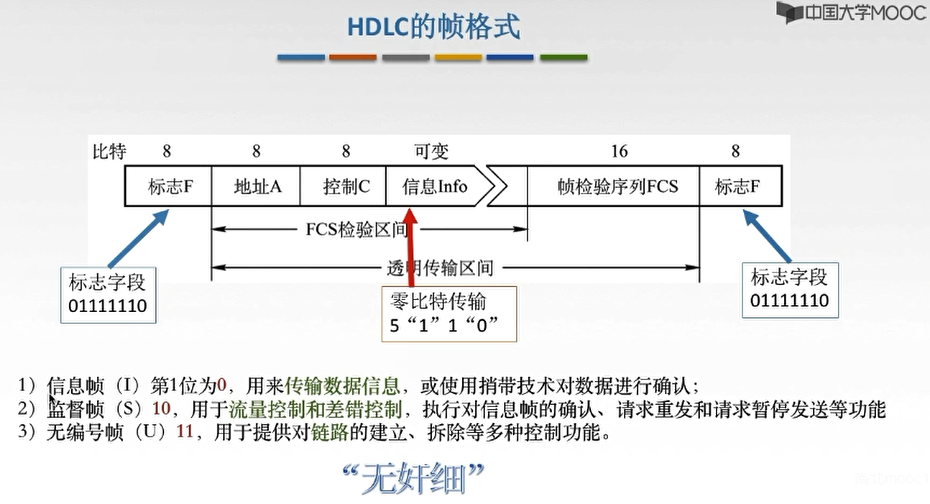 中国大学MOOC
HDLC的帧格式
比特 8 8 8 可变 16 8
标志F 地址A 控制C 信息Info 帧检验序列FCS 标志F
FCS检验区间
透明传输区间
标志字段
01111110
零比特传输
5“1”1“0”
标志字段
01111110
1）信息帧（I）第1位为0，用来传输数据信息，或使用捎带技术对数据进行确认；
2）监督帧（S）10，用于流量控制和差错控制，执行对信息帧的确认、请求重发和请求暂停发送等功能
3）无编号帧（U）11，用于提供对链路的建立、拆除等多种控制功能。
“无奸细”